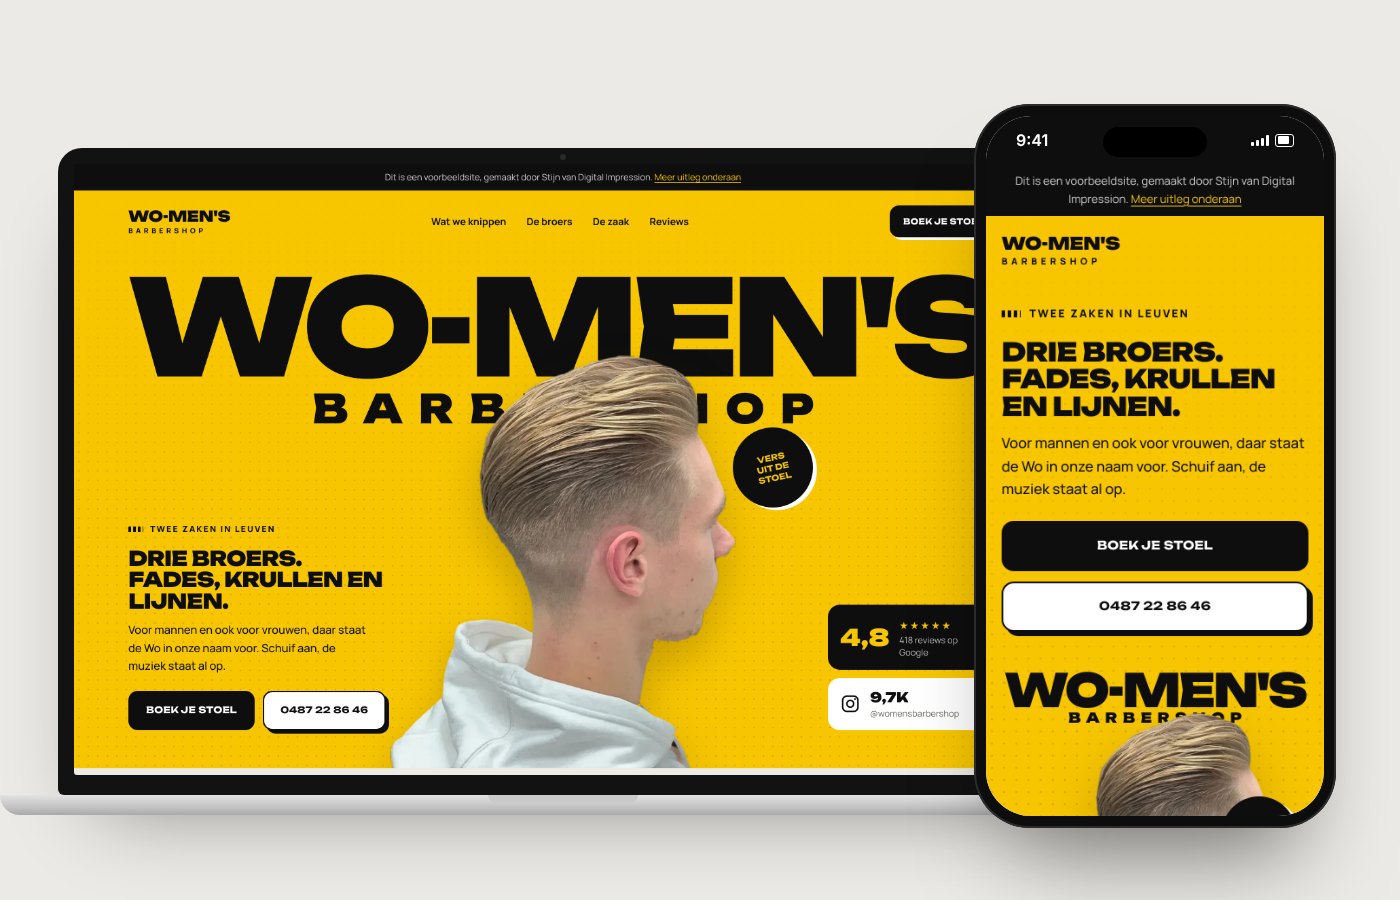 Dit is een voorbeeldsite, gemaakt door Stijn van Digital Impression. Meer uitleg onderaan
WO-MEN'S
BARBERSHOP
Wat we knippen De broers De zaak Reviews
WO-MEN'S
VERS
UIT DE
STOEL
TWEE ZAKEN IN LEUVEN
DRIE BROERS.
FADES, KRULLEN EN
LIJNEN.
Voor mannen en ook voor vrouwen, daar staat
de Wo in onze naam voor. Schuif aan, de
muziek staat al op.
BOEK JE STOEL 0487 22 86 46
4,8 ★★★★★
418 reviews op
Google
9,7K
@womensbarbershop
9:41
Dit is een voorbeeldsite, gemaakt door Stijn van Digital
Impression. Meer uitleg onderaan
WO-MEN'S
BARBERSHOP
TWEE ZAKEN IN LEUVEN
DRIE BROERS.
FADES, KRULLEN
EN LIJNEN.
Voor mannen en ook voor vrouwen, daar staat
de Wo in onze naam voor. Schuif aan, de
muziek staat al op.
BOEK JE STOEL
0487 22 86 46
WO-MEN'S
BARBERSHOP